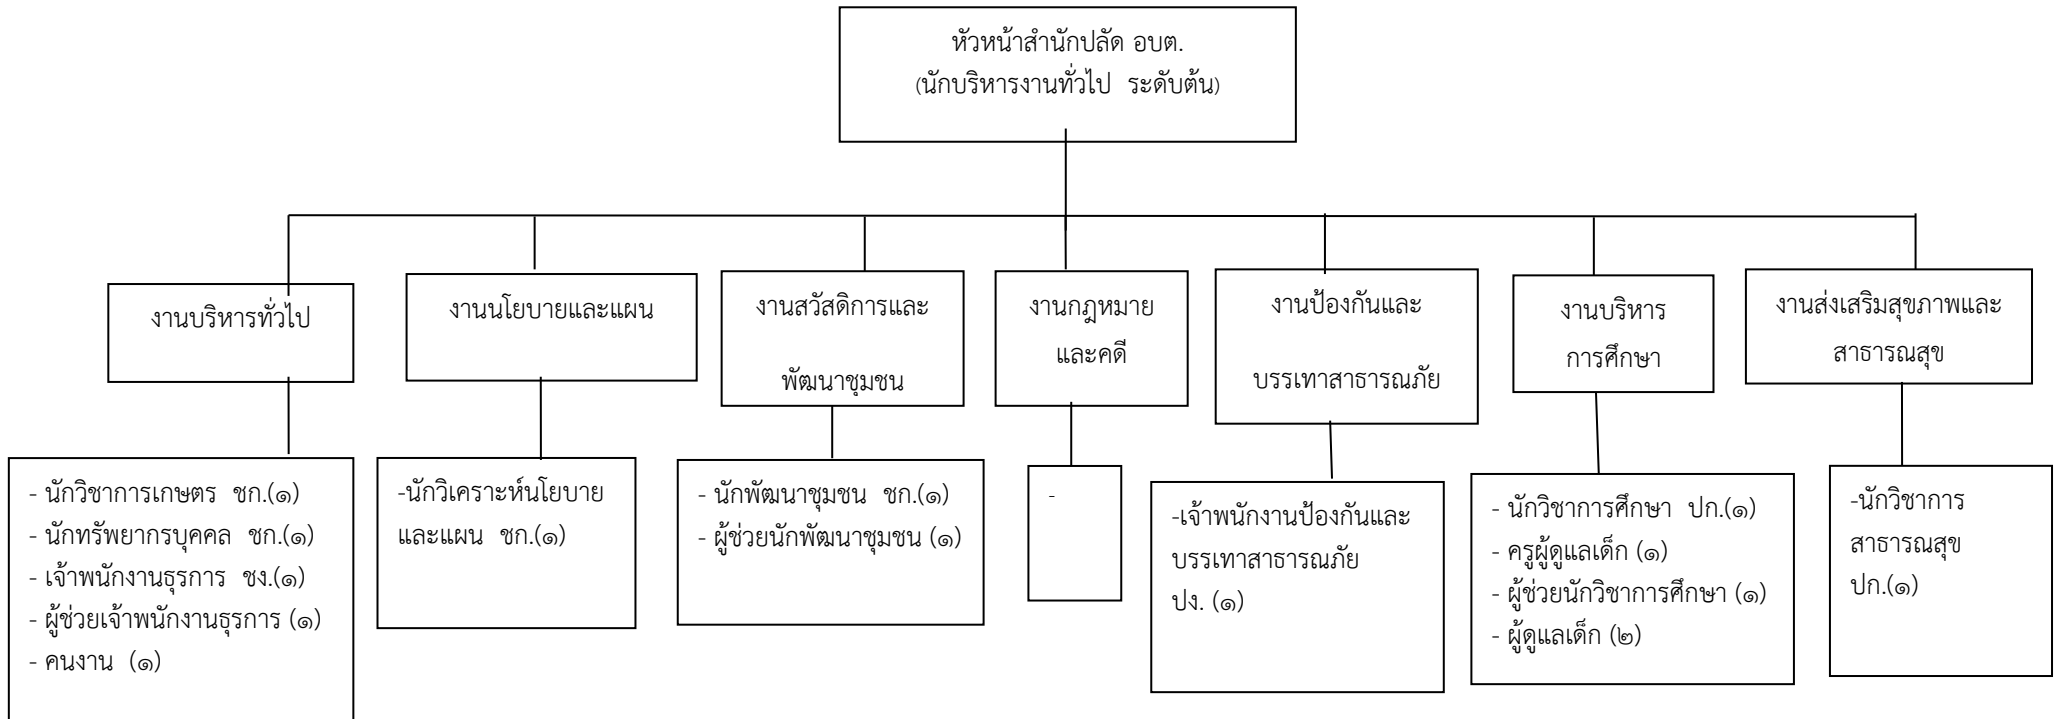 หัวหน้าสำนักปลัด อบต.
(นักบริหารงานทั่วไป ระดับต้น)
งานบริหารทั่วไป
งานนโยบายและแผน
งานสวัสดิการและ
พัฒนาชุมชน
งานกฎหมาย
และคดี
งานป้องกันและ
บรรเทาสาธารณภัย
งานบริหาร
การศึกษา
งานส่งเสริมสุขภาพและ
สาธารณสุข
- นักวิชาการเกษตร ชก.(๑)
- นักทรัพยากรบุคคล ชก.(๑)
- เจ้าพนักงานธุรการ ชง.(๑)
- ผู้ช่วยเจ้าพนักงานธุรการ (๑)
- คนงาน (๑)
-นักวิเคราะห์นโยบาย
และแผน ชก.(๑)
- นักพัฒนาชุมชน ชก.(๑)
- ผู้ช่วยนักพัฒนาชุมชน (๑)
-
-เจ้าพนักงานป้องกันและ
บรรเทาสาธารณภัย
ปง. (๑)
- นักวิชาการศึกษา ปก.(๑)
- ครูผู้ดูแลเด็ก (๑)
- ผู้ช่วยนักวิชาการศึกษา (๑)
- ผู้ดูแลเด็ก (๒)
-นักวิชาการ
สาธารณสุข
ปก.(๑)